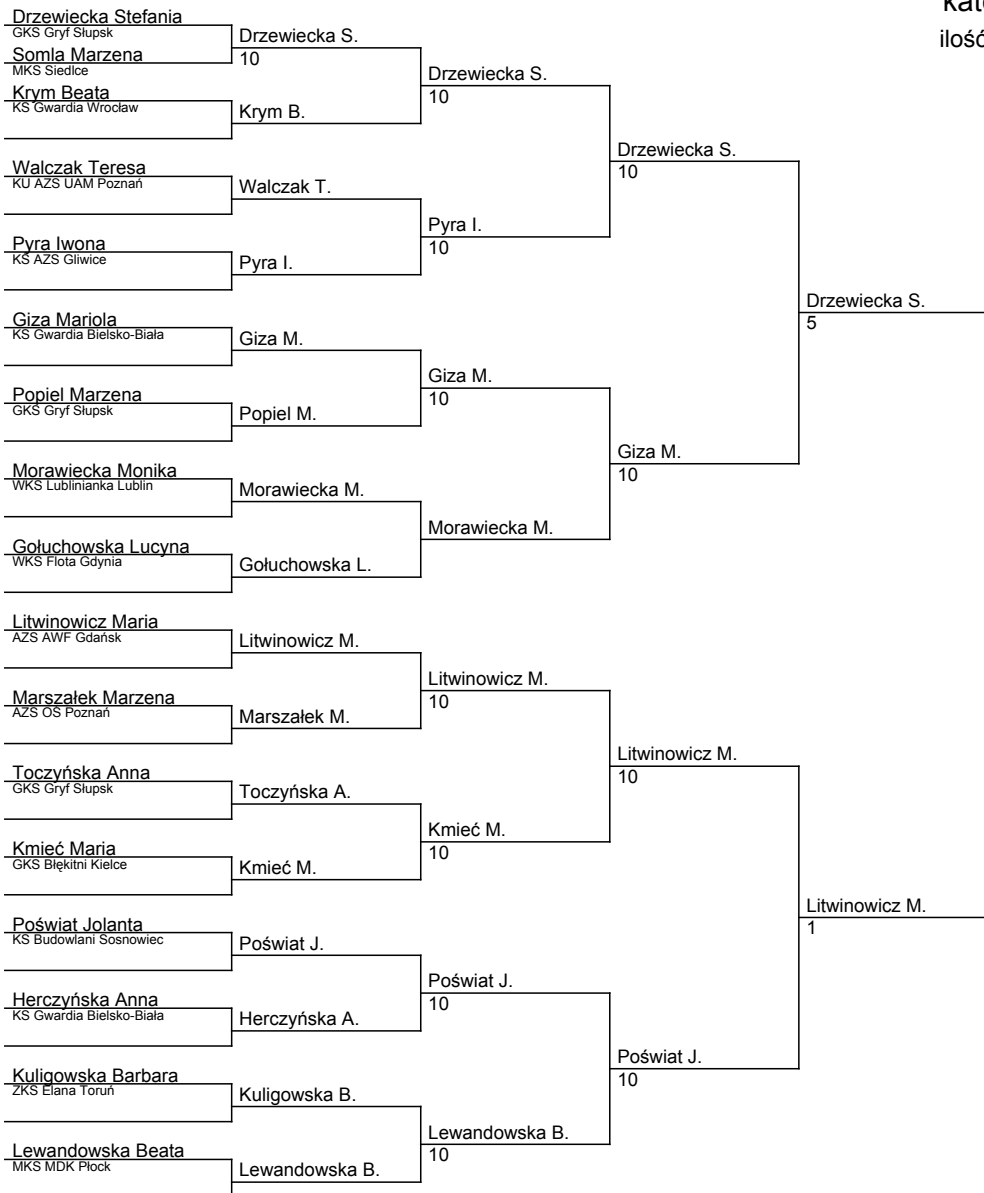 kat
ilość
Drzewiecka Stefania
GKS Gryf Słupsk
Somla Marzena
MKS Siedlce
Krym Beata
KS Gwardia Wrocław
Walczak Teresa
KU AZS UAM Poznań
Pyra Iwona
KS AZS Gliwice
Giza Mariola
KS Gwardia Bielsko-Biała
Popiel Marzena
GKS Gryf Słupsk
Morawiecka Monika
WKS Lublinianka Lublin
Gołuchowska Lucyna
WKS Flota Gdynia
Litwinowicz Maria
AZS AWF Gdańsk
Marszałek Marzena
AZS OŚ Poznań
Toczyńska Anna
GKS Gryf Słupsk
Kmieć Maria
GKS Błękitni Kielce
Poświat Jolanta
KS Budowlani Sosnowiec
Herczyńska Anna
KS Gwardia Bielsko-Biała
Kuligowska Barbara
ZKS Elana Toruń
Lewandowska Beata
MKS MDK Płock
Drzewiecka S.
10
Krym B.
Walczak T.
Pyra I.
Giza M.
Popiel M.
Morawiecka M.
Gołuchowska L.
Litwinowicz M.
Marszałek M.
Toczyńska A.
Kmieć M.
Poświat J.
Herczyńska A.
Kuligowska B.
Lewandowska B.
Drzewiecka S.
10
Pyra I.
10
Giza M.
10
Morawiecka M.
Litwinowicz M.
10
Kmieć M.
10
Poświat J.
10
Lewandowska B.
10
Drzewiecka S.
10
Giza M.
10
Litwinowicz M.
10
Poświat J.
10
Drzewiecka S.
5
Litwinowicz M.
1